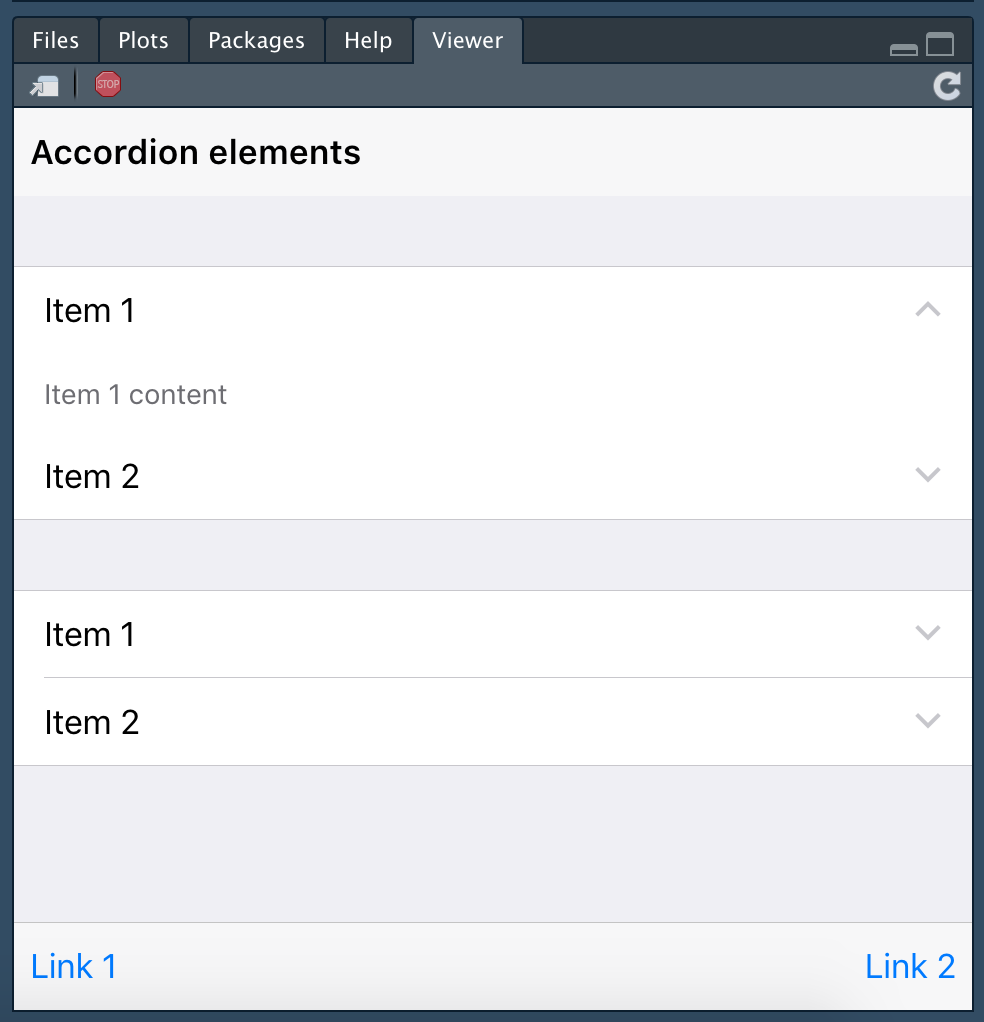 Files Plots Packages Help Viewer
STOP
Accordion elements
Item 1
Item 1 content
Item 2
Item 1
Item 2
Link 1 Link 2